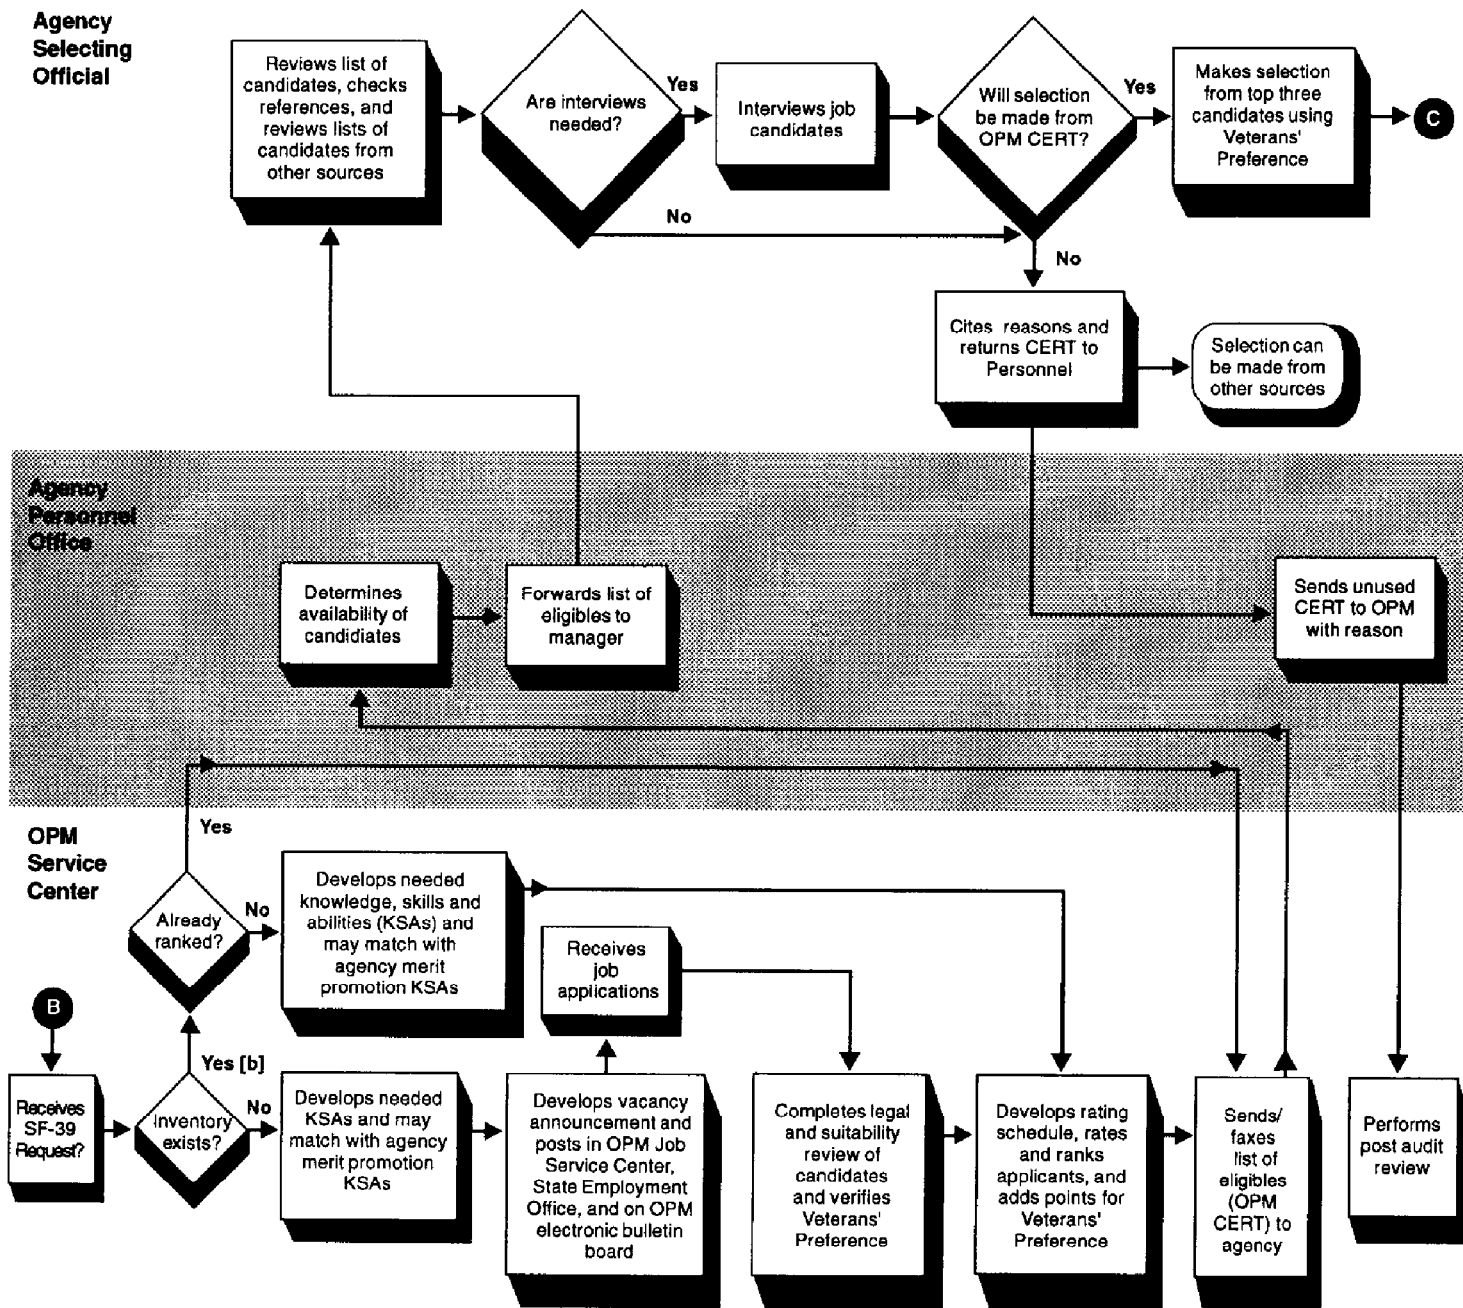 Agency
Selecting
Official
Reviews list of
candidates, checks
references, and
reviews lists of
candidates from
other sources
Are interviews
needed?
Yes
No
Interviews job
candidates
Will selection
be made from
OPM CERT?
Yes
No
Makes selection
from top three
candidates using
Veterans'
Preference
C
Cites reasons and
returns CERT to
Personnel
Selection can
be made from
other sources
Agency
Personnel
Office
Determines
availability of
candidiates
Forwards list of
eligibles to
manager
Sends unused
CERT to OPM
with reason
OPM
Service
Center
Yes
Already
ranked?
No
Develops needed
knowledge, skills and
abilities (KSAs) and
may match with
agency merit
promotion KSAs
Receives
job
applications
B
Receives
SF-39
Request?
Yes [b]
Inventory
exists?
No
Develops needed
KSAs and may
match with agency
merit promotion
KSAs
Develops vacancy
announcement and
posts in OPM Job
Service Center,
State Employment
Office, and on OPM
electronic bulletin
board
Completes legal
and suitability
review of
candidates
and verifies
Veterans'
Preference
Develops rating
schedule, rates
and ranks
applicants, and
adds points for
Veterans'
Preference
Sends/
faxes
list of
eligibles
(OPM
CERT) to
agency
Performs
post audit
review